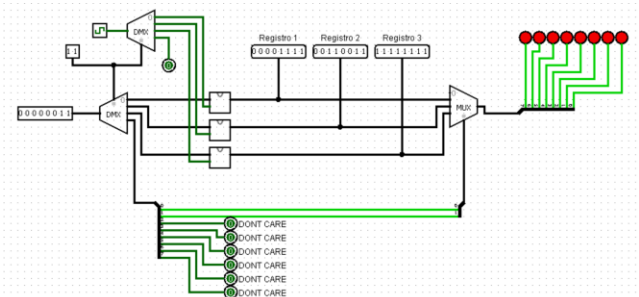 Registro 1
Registro 2
Registro 3
00001111
00110011
11111111
DMX
11
00000011
DMX
MUX
DONT CARE
DONT CARE
DONT CARE
DONT CARE
DONT CARE
DONT CARE